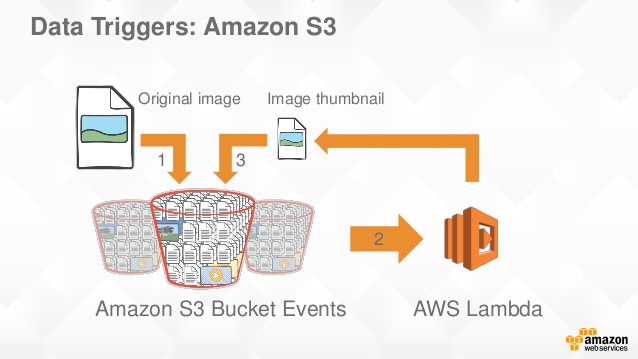 Data Triggers: Amazon S3
Original image
Image thumbnail
1
3
2
Amazon S3 Bucket Events
AWS Lambda
amazon
web services